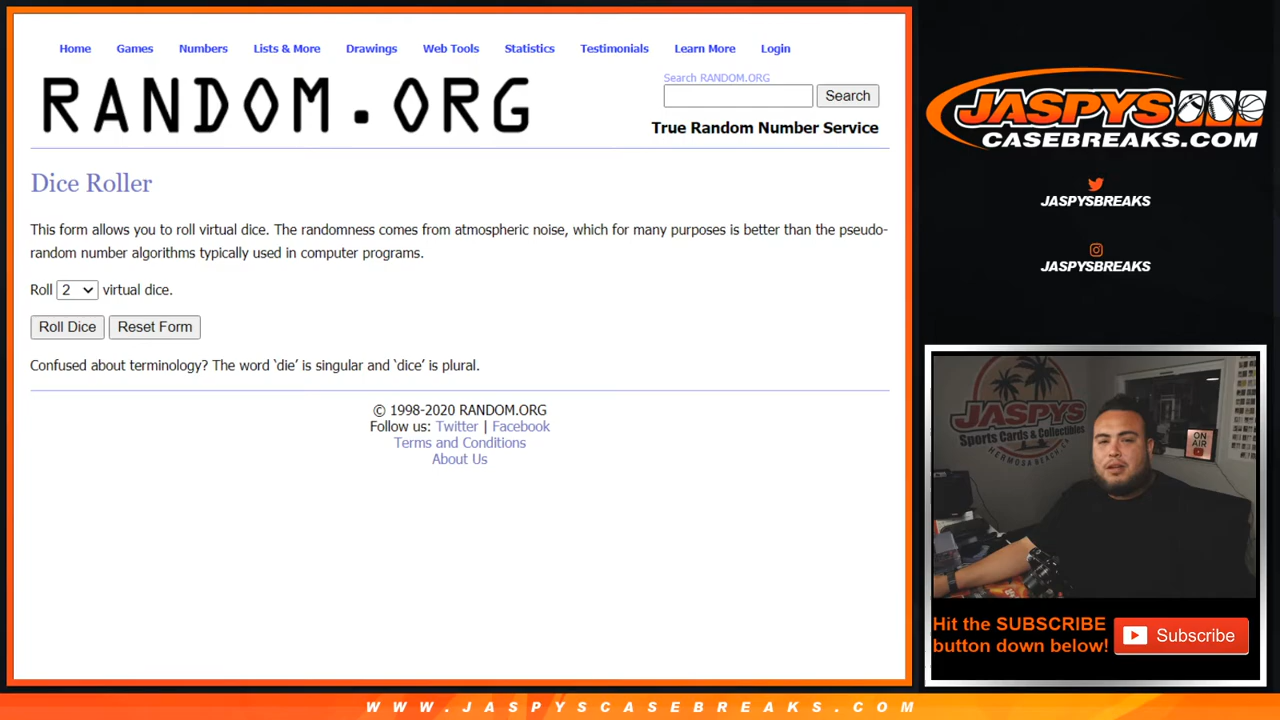 Home Games Numbers Lists & More Drawings Web Tools Statistics Testimonials Learn More Login
RANDOM.ORG
Search RANDOM.ORG
Search
True Random Number Service
Dice Roller
This form allows you to roll virtual dice. The randomness comes from atmospheric noise, which for many purposes is better than the pseudo-
random number algorithms typically used in computer programs.
Roll 2 virtual dice.
Roll Dice Reset Form
Confused about terminology? The word ‘die’ is singular and ‘dice’ is plural.
© 1998-2020 RANDOM.ORG
Follow us: Twitter | Facebook
Terms and Conditions
About Us
JASPYS
CASEBREAKS.COM
JASPYSBREAKS
JASPYSBREAKS
JASPYS
Sports Cards & Collectibles
HERMOSA BEACH, CA
ON
AIR
Hit the SUBSCRIBE
button down below!
Subscribe
WWW.JASPYSCASEBREAKS.COM